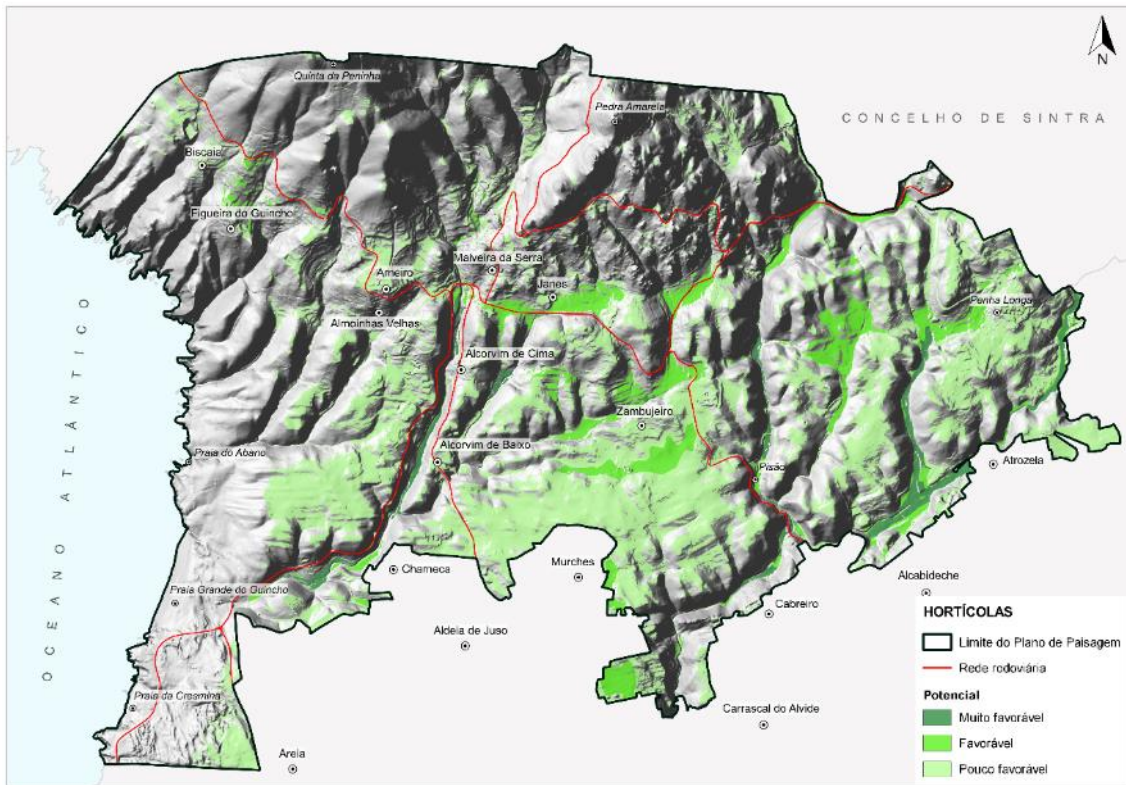 N
Quinta da Peninha
Pedra Amarela
CONCELHO DE SINTRA
Biscaia
Figueira do Guincho
Malveira da Serra
Arneiro
Janes
Penha Longa
Almoinhas Velhas
OCEANO ATLÂNTICO
Alcorvim de Cima
Zambujeiro
Praia do Abano
Alcorvim de Baixo
Atrozela
Pisão
Charneca
Murches
Alcabideche
Praia Grande do Guincho
Cabreiro
Aldeia de Juso
Praia da Cresmina
Carrascal do Alvide
Areia
HORTÍCOLAS
Limite do Plano de Paisagem
Rede rodoviária
Potencial
Muito favorável
Favorável
Pouco favorável